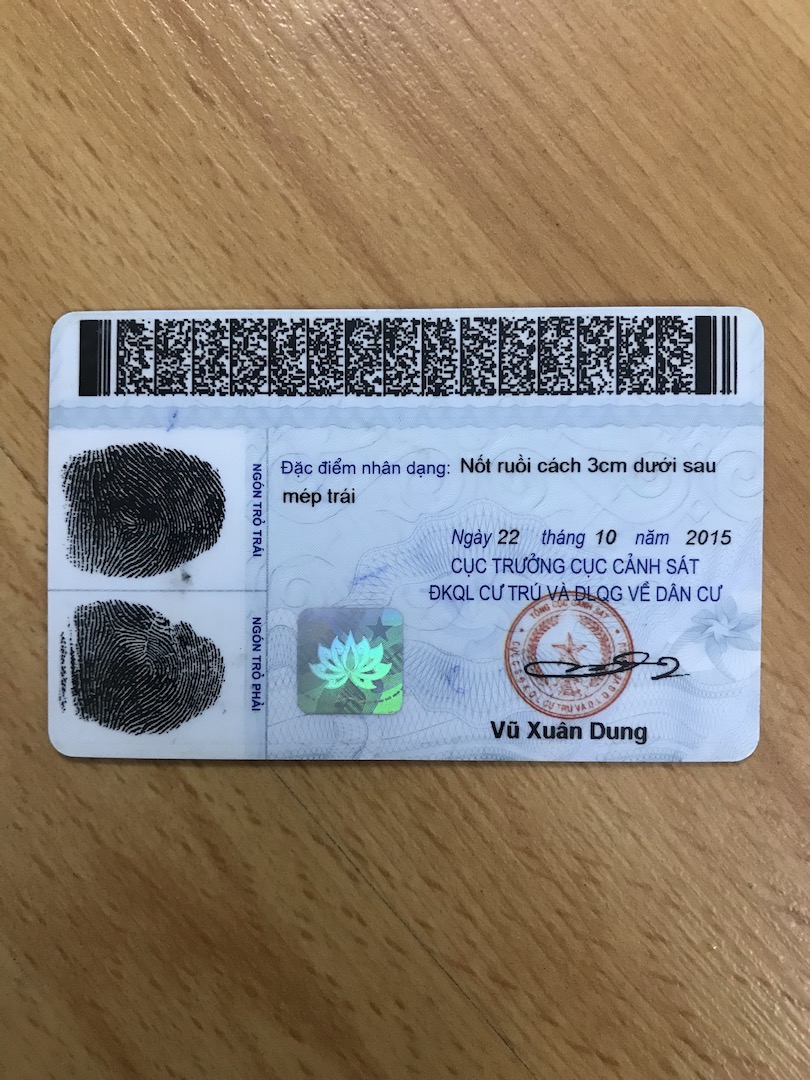 NGÓN TRỎ TRÁI
NGÓN TRỎ PHẢI
Đặc điểm nhân dạng: Nốt ruồi cách 3cm dưới sau
mép trái
Ngày 22 tháng 10 năm 2015
CỤC TRƯỞNG CỤC CẢNH SÁT
ĐKQL CƯ TRÚ VÀ DLQG VỀ DÂN CƯ
TỔNG CỤC CẢNH SÁT
ĐKQL CƯ TRÚ VÀ DLQG
Vũ Xuân Dung